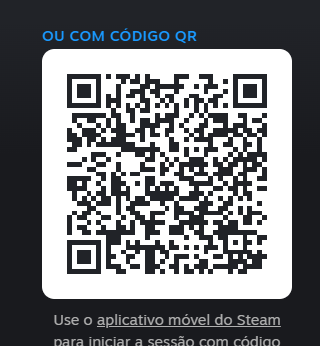 OU COM CÓDIGO QR
Use o aplicativo móvel do Steam
para iniciar a sessão com código